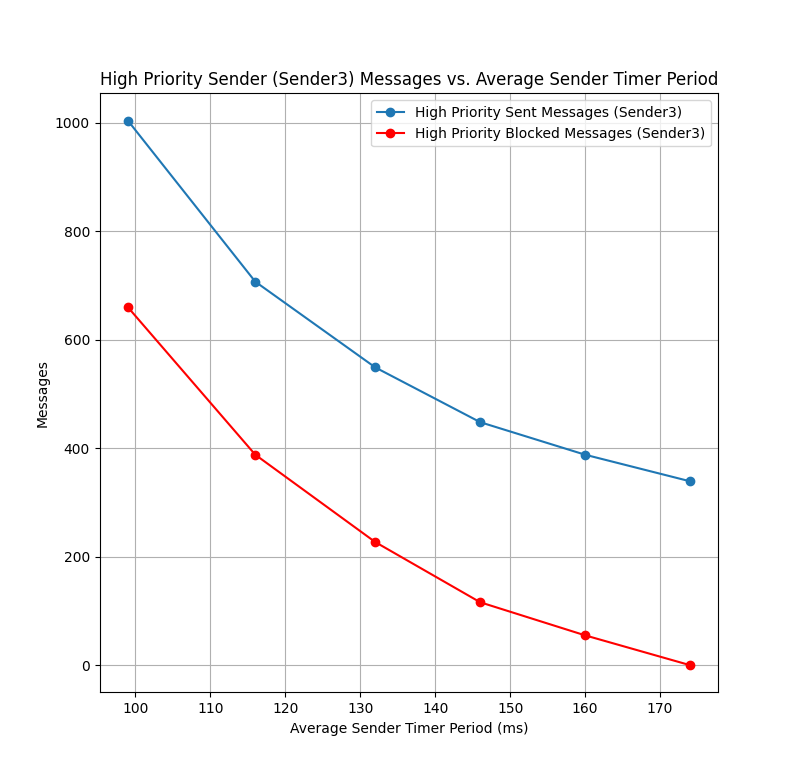 High Priority Sender (Sender3) Messages vs. Average Sender Timer Period
High Priority Sent Messages (Sender3)
High Priority Blocked Messages (Sender3)
1000
800
600
400
200
0
Messages
100 110 120 130 140 150 160 170
Average Sender Timer Period (ms)